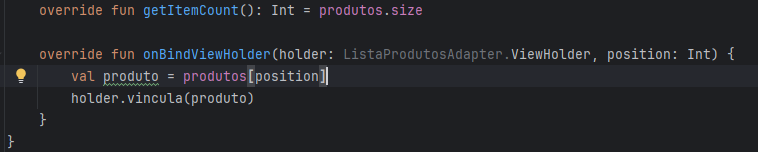 override fun getItemCount(): Int = produtos.size
override fun onBindViewHolder(holder: ListaProdutosAdapter.ViewHolder, position: Int) {
val produto = produtos[position]
holder.vincula(produto)
}
}